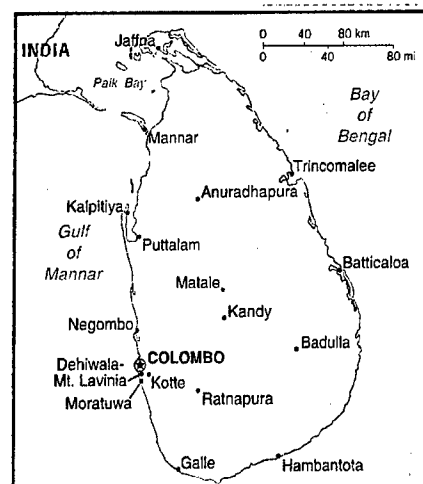 INDIA
Jaffna
0 40 80 km
0 40 80 mi
Palk Bay
Bay
of
Bengal
Mannar
Trincomalee
Anuradhapura
Kalpitiya
Gulf
of
Mannar
Puttalam
Batticaloa
Matale
Kandy
Negombo
Badulla
COLOMBO
Dehiwala-
Mt. Lavinia
Kotte
Moratuwa
Ratnapura
Galle
Hambantota